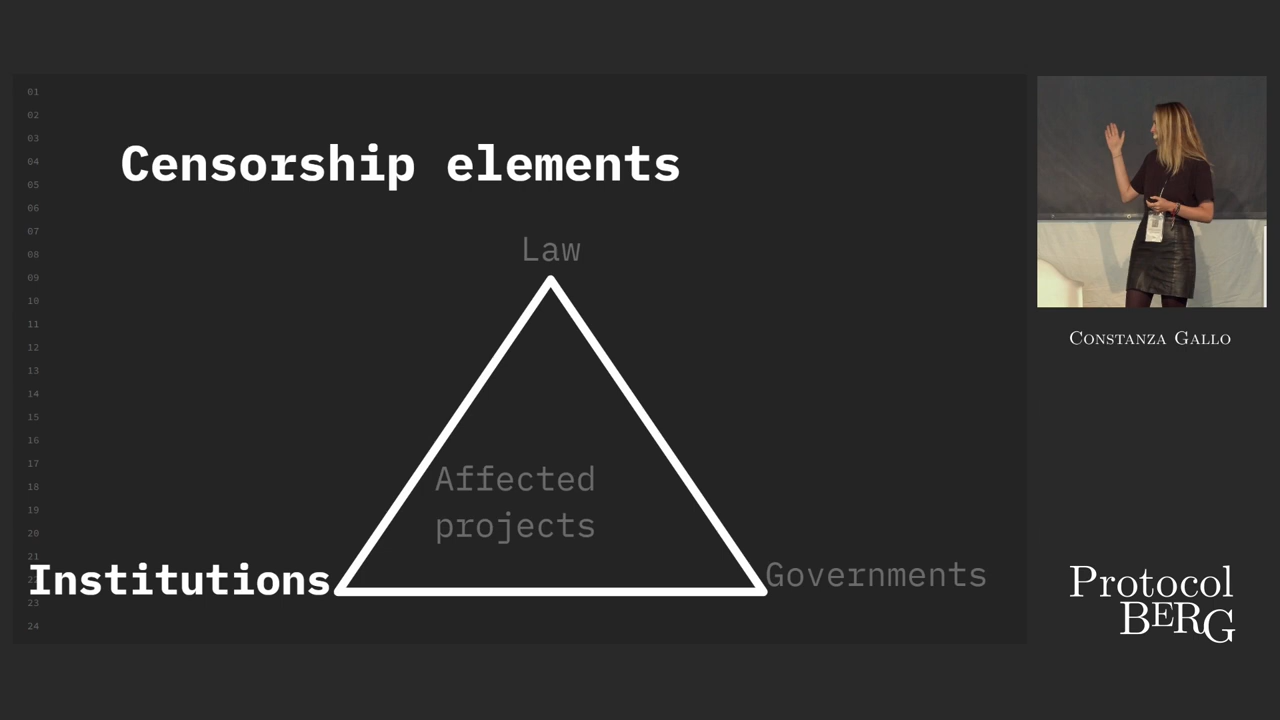 01
02
03
04
05
06
07
08
09
10
11
12
13
14
15
16
17
18
19
20
21
22
23
24
Censorship elements
Law
Affected
projects
Institutions
Governments
Constanza Gallo
Protocol
BERG